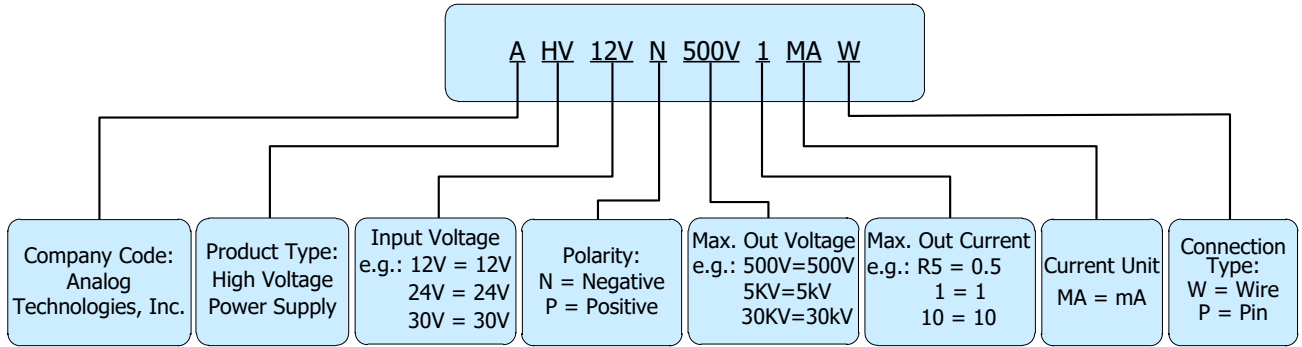 A HV 12V N 500V 1 MA W
Company Code:
Analog
Technologies, Inc.
Product Type:
High Voltage
Power Supply
Input Voltage
e.g.: 12V = 12V
24V = 24V
30V = 30V
Polarity:
N = Negative
P = Positive
Max. Out Voltage
e.g.: 500V=500V
5KV=5kV
30KV=30kV
Max. Out Current
e.g.: R5 = 0.5
1 = 1
10 = 10
Current Unit
MA = mA
Connection
Type:
W = Wire
P = Pin